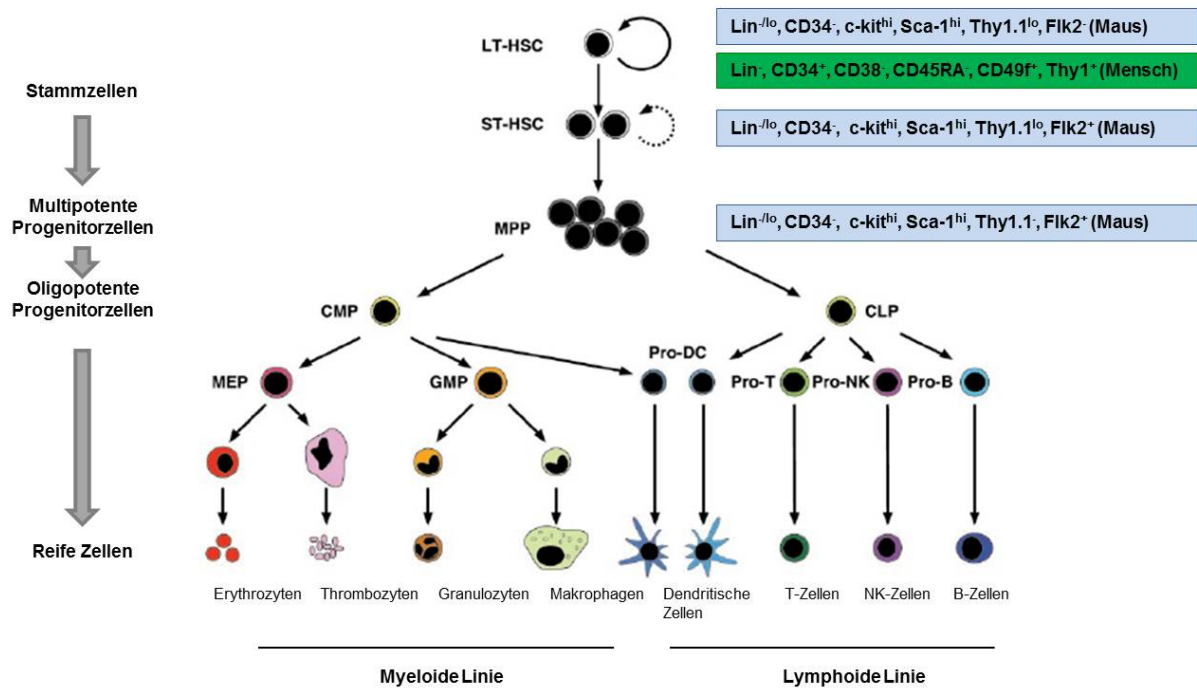 Lin-/lo, CD34-, c-kithi, Sca-1hi, Thy1.1lo, Flk2- (Maus)
LT-HSC
Lin-, CD34+, CD38-, CD45RA-, CD49f+, Thy1+ (Mensch)
Stammzellen
ST-HSC
Lin-/lo, CD34-, c-kithi, Sca-1hi, Thy1.1lo, Flk2+ (Maus)
Multipotente
Progenitorzellen
MPP
Lin-/lo, CD34-, c-kithi, Sca-1hi, Thy1.1-, Flk2+ (Maus)
Oligopotente
Progenitorzellen
CMP
CLP
Pro-DC
MEP
GMP
Pro-T
Pro-NK
Pro-B
Reife Zellen
Erythrozyten
Thrombozyten
Granulozyten
Makrophagen
Dendritische
Zellen
T-Zellen
NK-Zellen
B-Zellen
Myeloide Linie
Lymphoide Linie